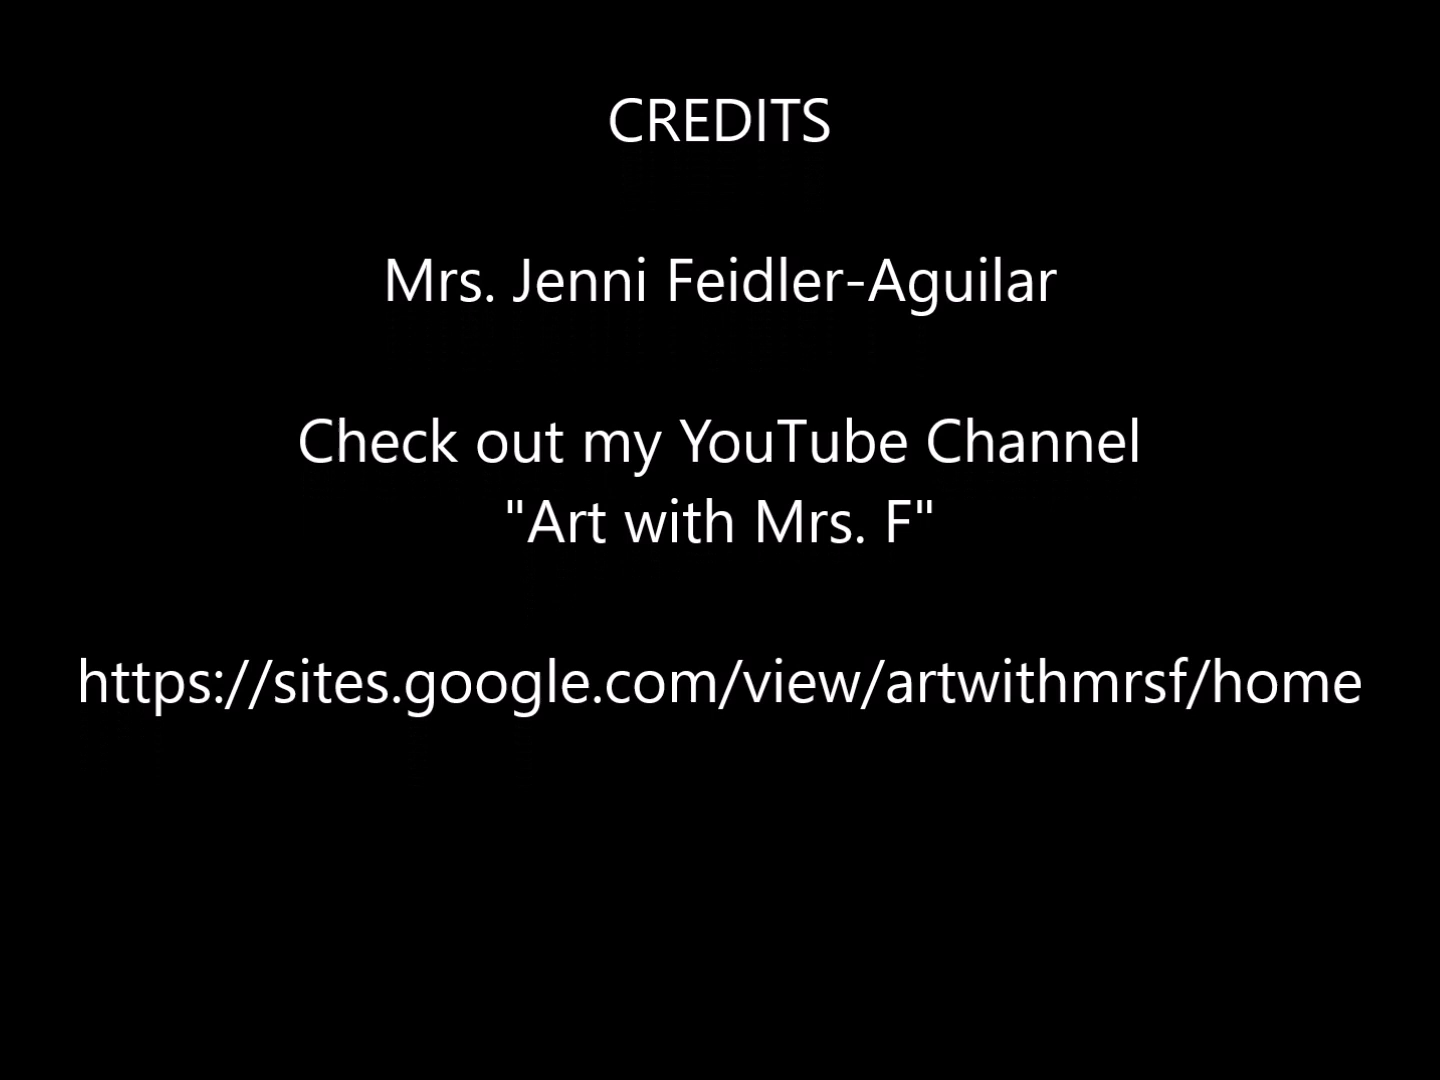 CREDITS
Mrs. Jenni Feidler-Aguilar
Check out my YouTube Channel
"Art with Mrs. F"
https://sites.google.com/view/artwithmrsf/home